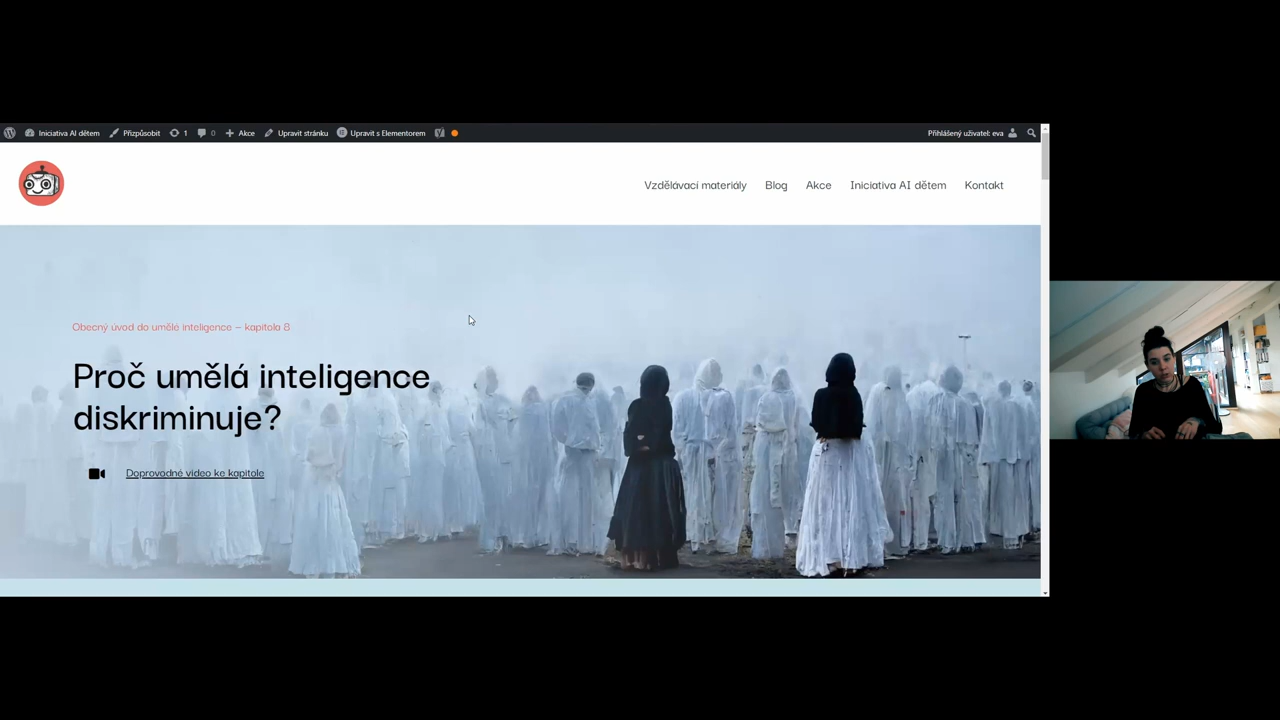 Iniciativa AI dětem Přizpůsobit 1 0 Akce Upravit stránku Upravit s Elementorem Přihlášený uživatel: eva
Vzdělávací materiály Blog Akce Iniciativa AI dětem Kontakt
Obecný úvod do umělé inteligence – kapitola 8
Proč umělá inteligence
diskriminuje?
Doprovodné video ke kapitole